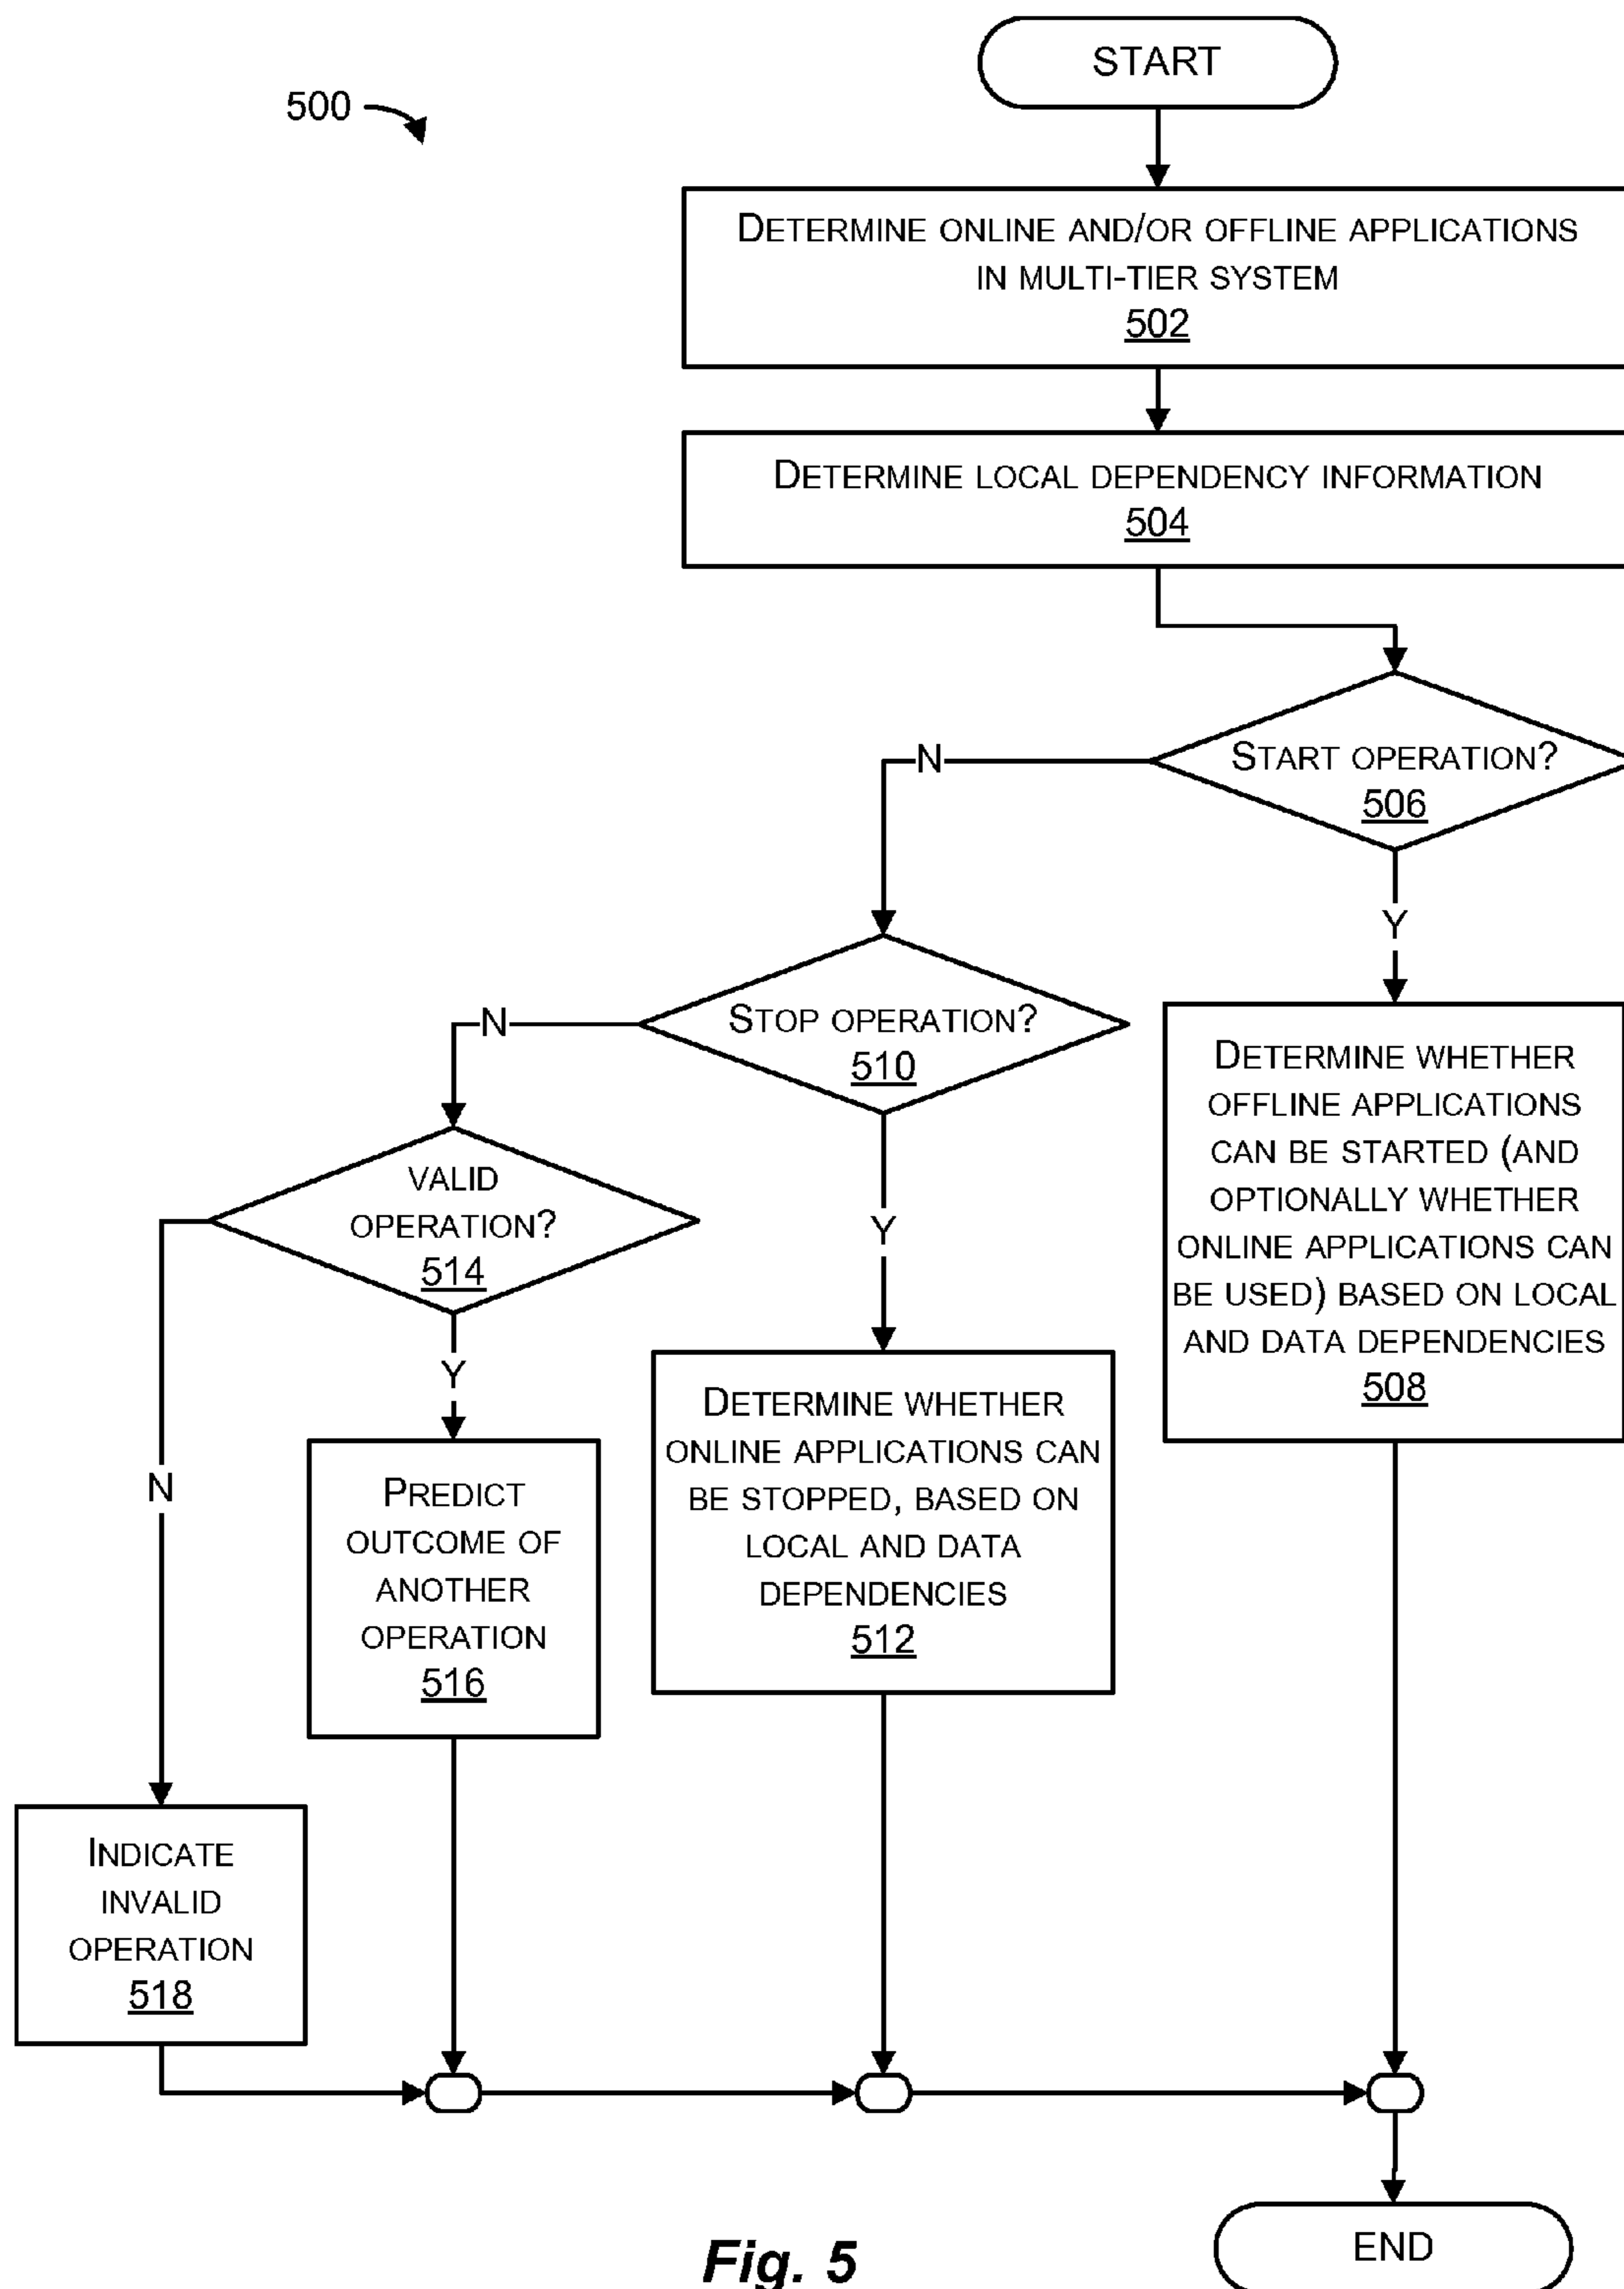 START
500
DETERMINE ONLINE AND/OR OFFLINE APPLICATIONS
IN MULTI-TIER SYSTEM
502
DETERMINE LOCAL DEPENDENCY INFORMATION
504
START OPERATION?
506
N
Y
STOP OPERATION?
510
N
Y
DETERMINE WHETHER
OFFLINE APPLICATIONS
CAN BE STARTED (AND
OPTIONALLY WHETHER
ONLINE APPLICATIONS CAN
BE USED) BASED ON LOCAL
AND DATA DEPENDENCIES
508
VALID
OPERATION?
514
Y
N
DETERMINE WHETHER
ONLINE APPLICATIONS CAN
BE STOPPED, BASED ON
LOCAL AND DATA
DEPENDENCIES
512
PREDICT
OUTCOME OF
ANOTHER
OPERATION
516
INDICATE
INVALID
OPERATION
518
END
Fig. 5